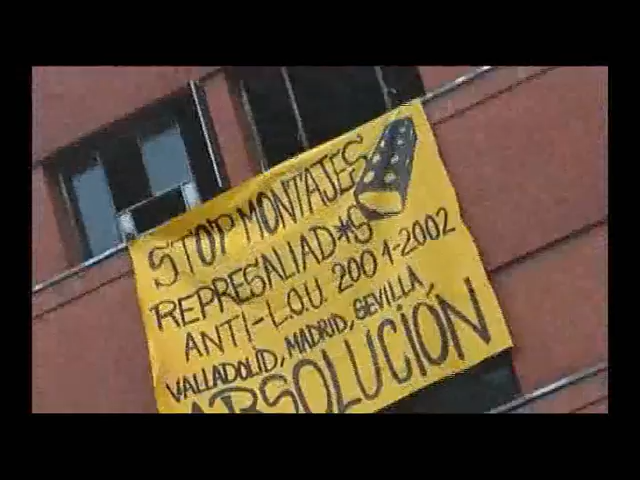 STOP MONTAJES
REPRESALIAD*S
ANTI-L.O.U. 2001-2002
VALLADOLID, MADRID, SEVILLA,
ABSOLUCIÓN